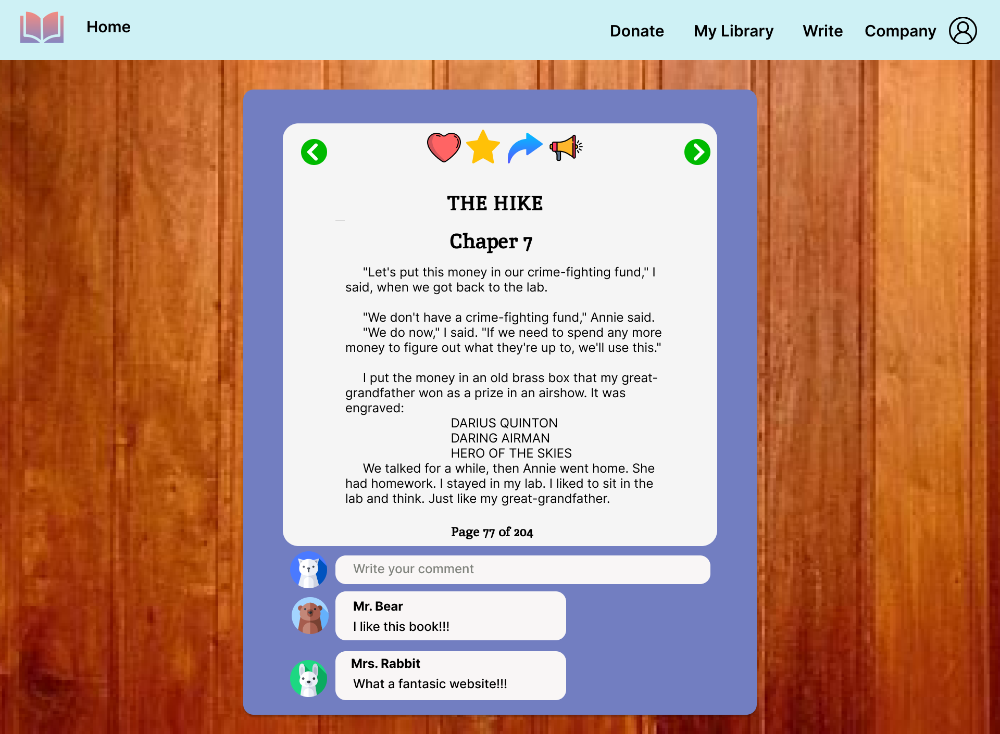 Home
Donate
My Library
Write
Company
THE HIKE
Chaper 7
"Let's put this money in our crime-fighting fund," I
said, when we got back to the lab.
"We don't have a crime-fighting fund," Annie said.
"We do now," I said. "If we need to spend any more
money to figure out what they're up to, we'll use this."
I put the money in an old brass box that my great-
grandfather won as a prize in an airshow. It was
engraved:
DARIUS QUINTON
DARING AIRMAN
HERO OF THE SKIES
We talked for a while, then Annie went home. She
had homework. I stayed in my lab. I liked to sit in the
lab and think. Just like my great-grandfather.
Page 77 of 204
Write your comment
Mr. Bear
I like this book!!!
Mrs. Rabbit
What a fantasic website!!!